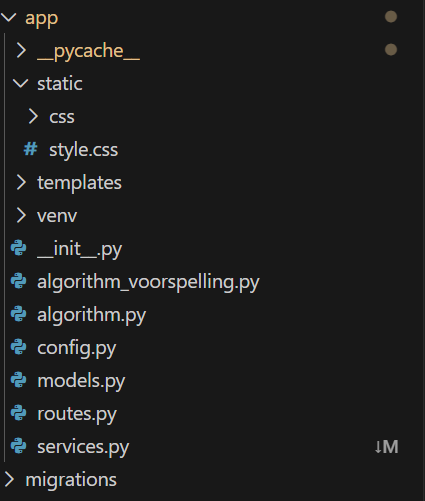 app
__pycache__
static
css
# style.css
templates
venv
__init__.py
algorithm_voorspelling.py
algorithm.py
config.py
models.py
routes.py
services.py ↓M
migrations